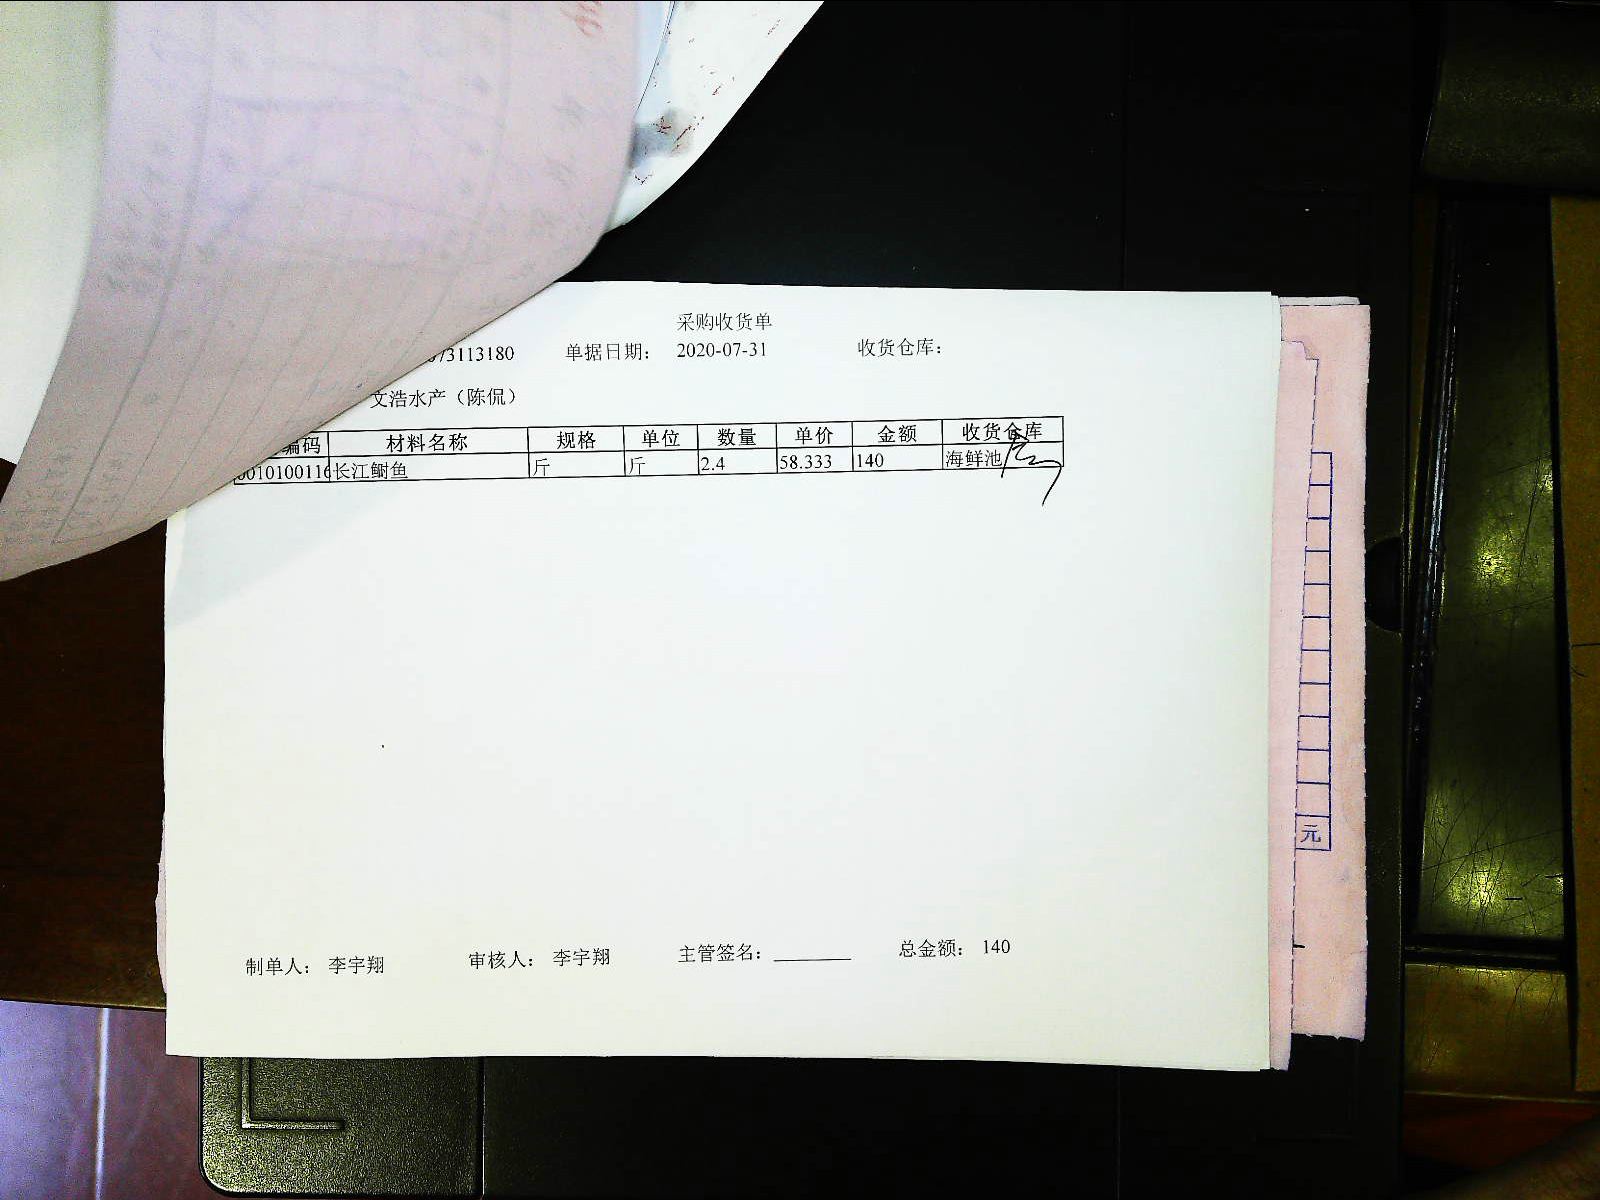 采购收货单
073113180 单据日期： 2020-07-31 收货仓库：
文浩水产（陈侃）
编码 材料名称 规格 单位 数量 单价 金额 收货仓库
0010100116 长江鲥鱼 斤 斤 2.4 58.333 140 海鲜池
制单人： 李宇翔 审核人： 李宇翔 主管签名： 总金额： 140
元